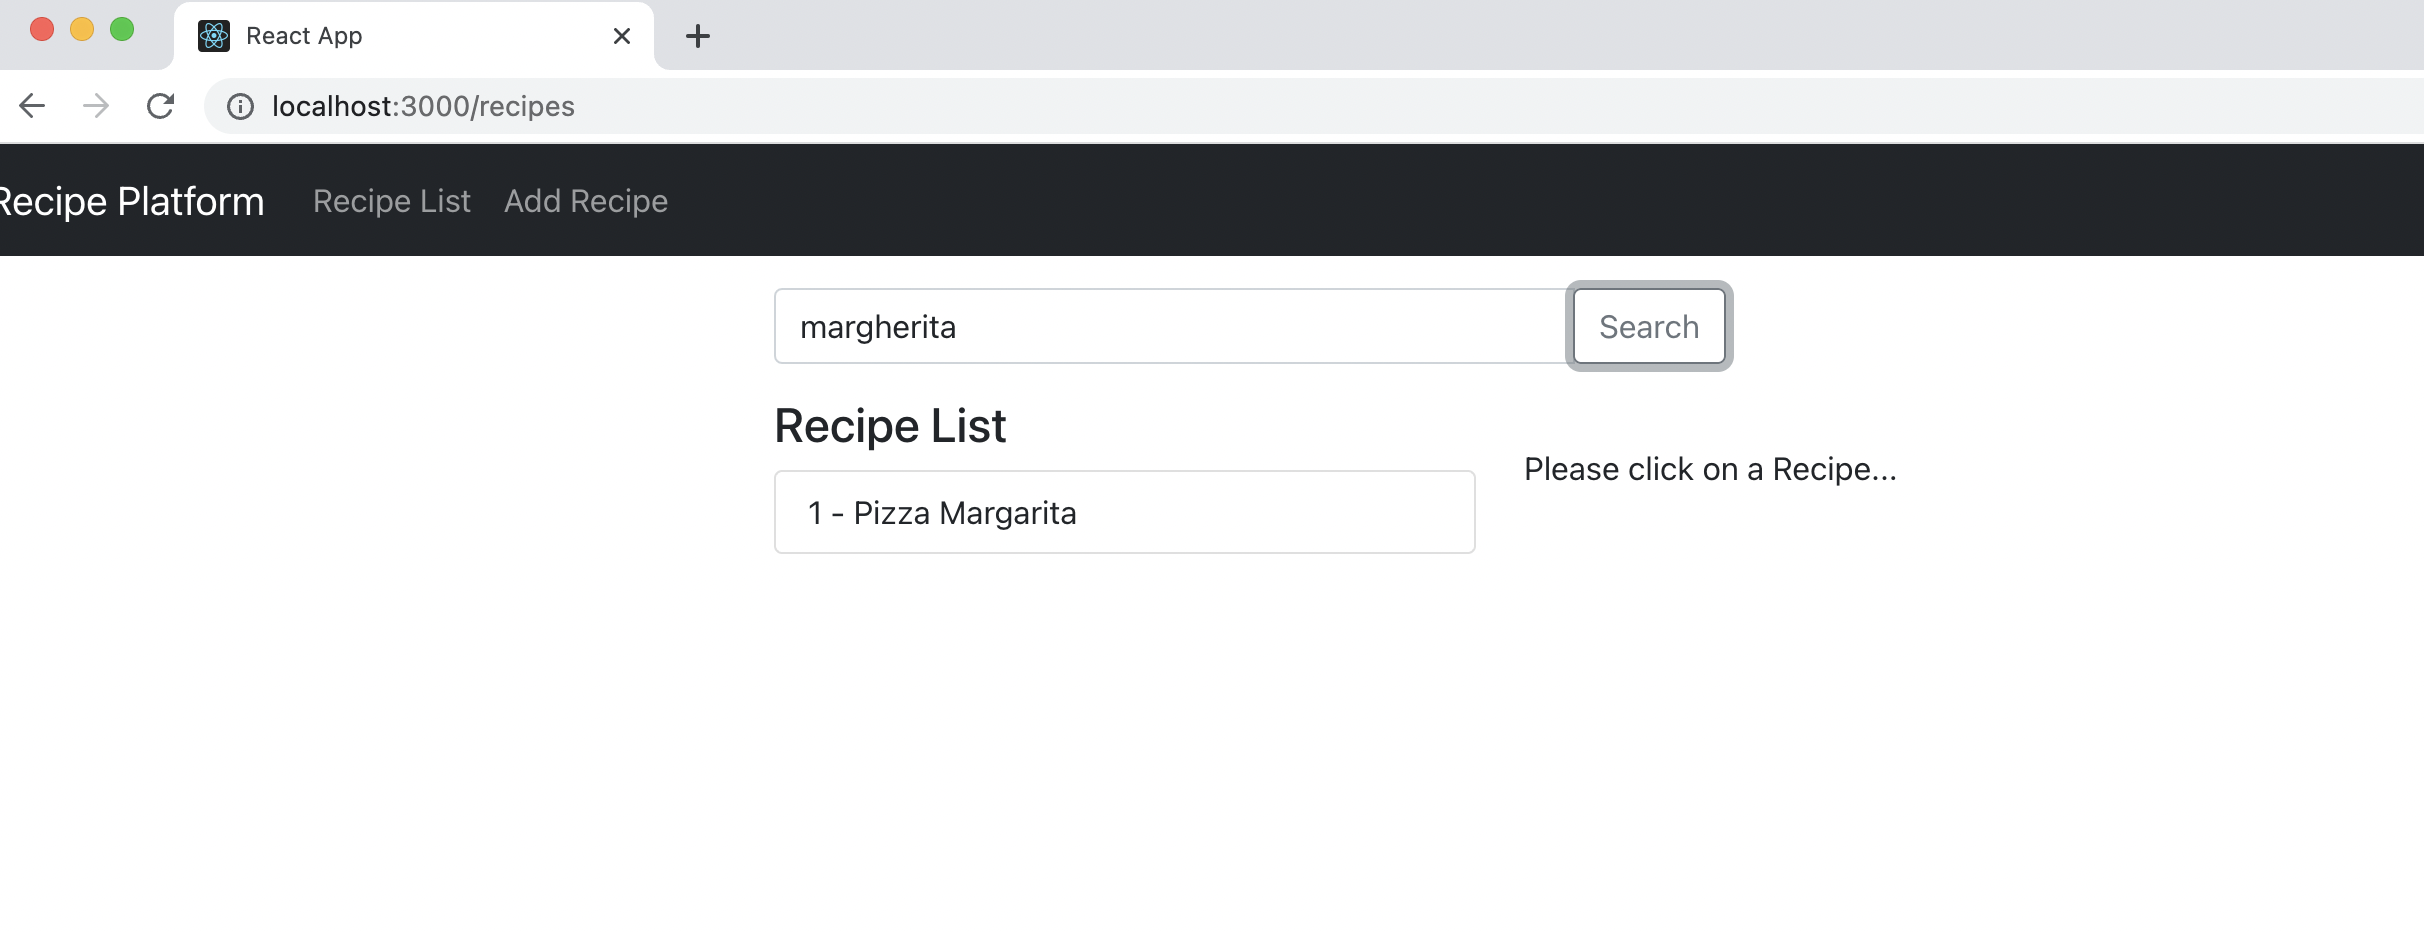 React App
localhost:3000/recipes
Recipe Platform Recipe List Add Recipe
margherita Search
Recipe List
Please click on a Recipe...
1 - Pizza Margarita